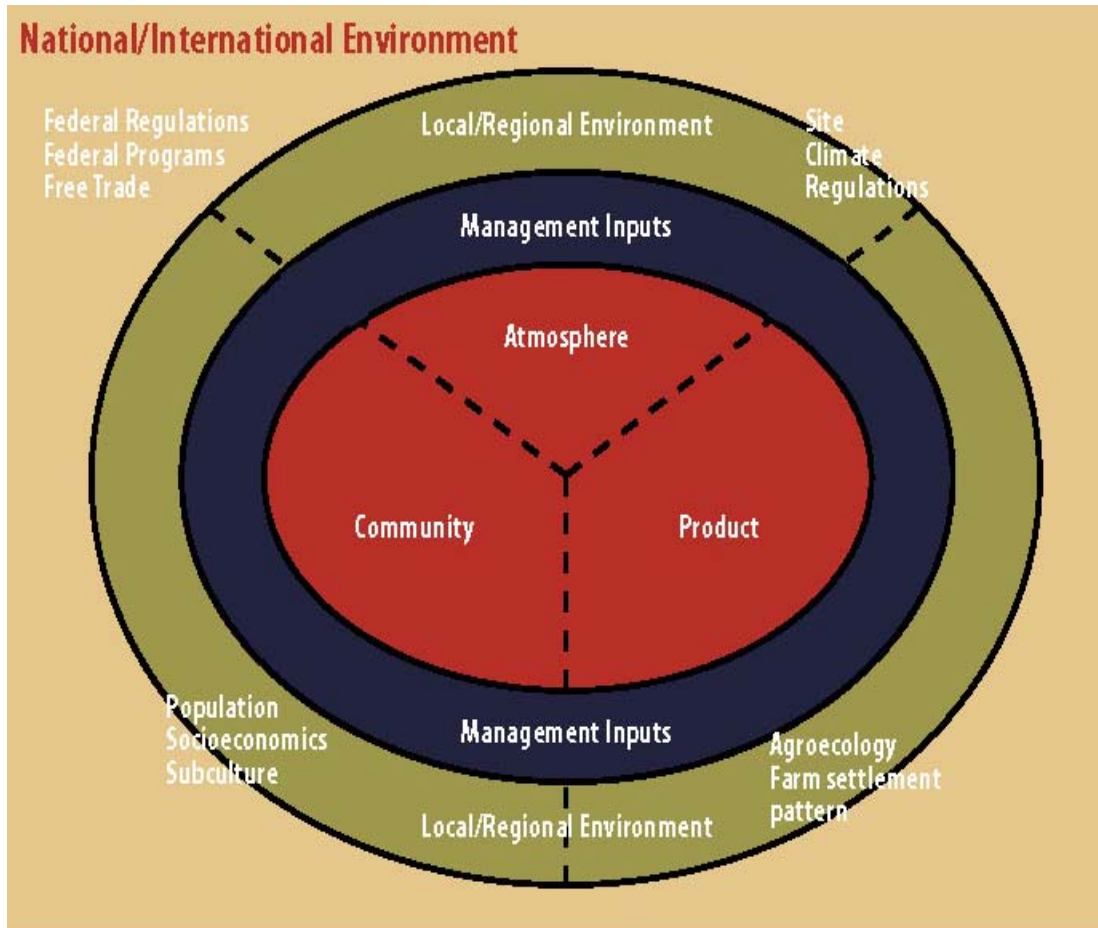 National/International Environment
Federal Regulations
Federal Programs
Free Trade
Local/Regional Environment
Site
Climate
Regulations
Management Inputs
Atmosphere
Community
Product
Population
Socioeconomics
Subculture
Management Inputs
Agroecology
Farm settlement
pattern
Local/Regional Environment